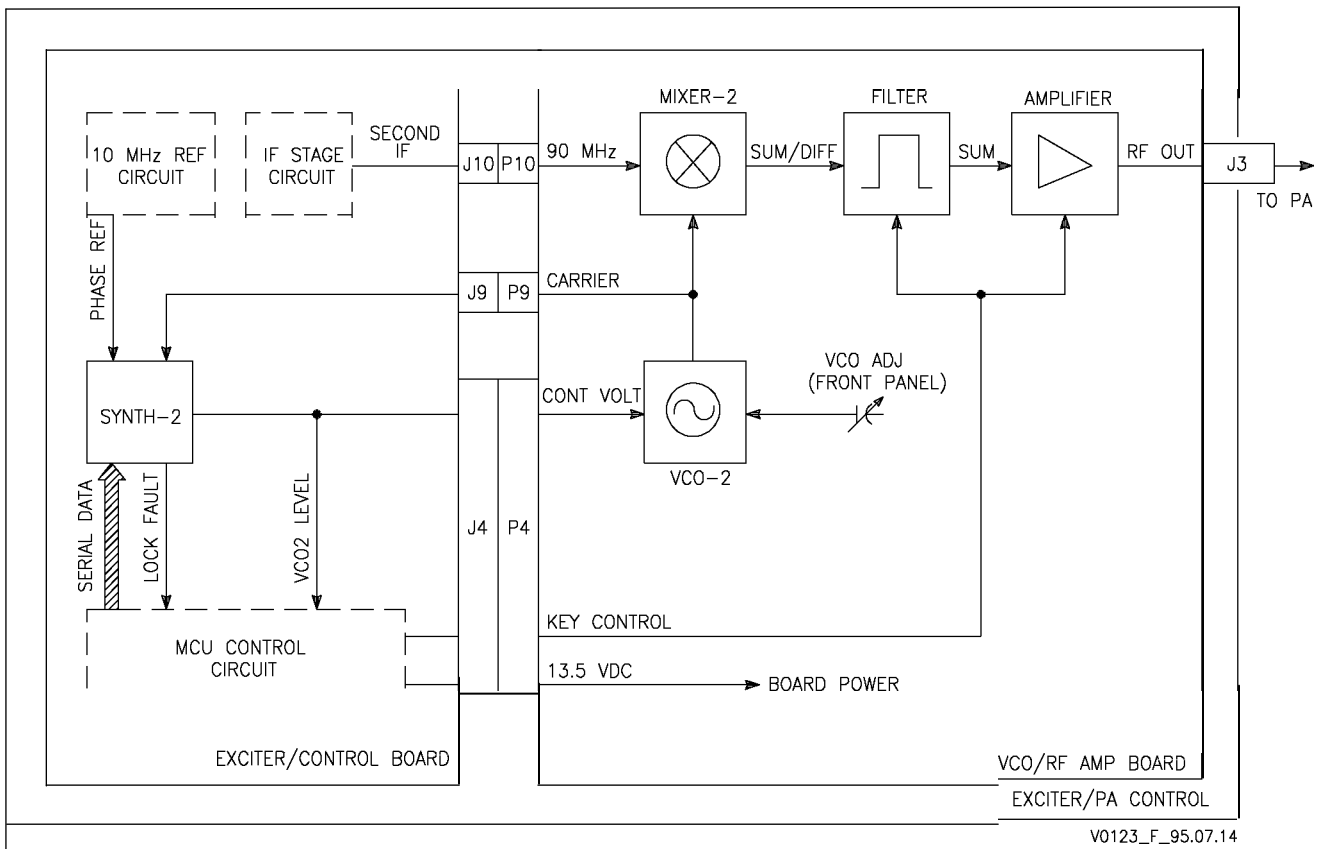 MIXER-2
FILTER
AMPLIFIER
10 MHz REF
CIRCUIT
IF STAGE
CIRCUIT
SECOND
IF
J10
P10
90 MHz
SUM/DIFF
SUM
RF OUT
J3
TO PA
PHASE REF
J9
P9
CARRIER
SYNTH-2
CONT VOLT
VCO ADJ
(FRONT PANEL)
VCO-2
SERIAL DATA
LOCK FAULT
VCO2 LEVEL
J4
P4
MCU CONTROL
CIRCUIT
KEY CONTROL
13.5 VDC
BOARD POWER
EXCITER/CONTROL BOARD
VCO/RF AMP BOARD
EXCITER/PA CONTROL
V0123_F_95.07.14